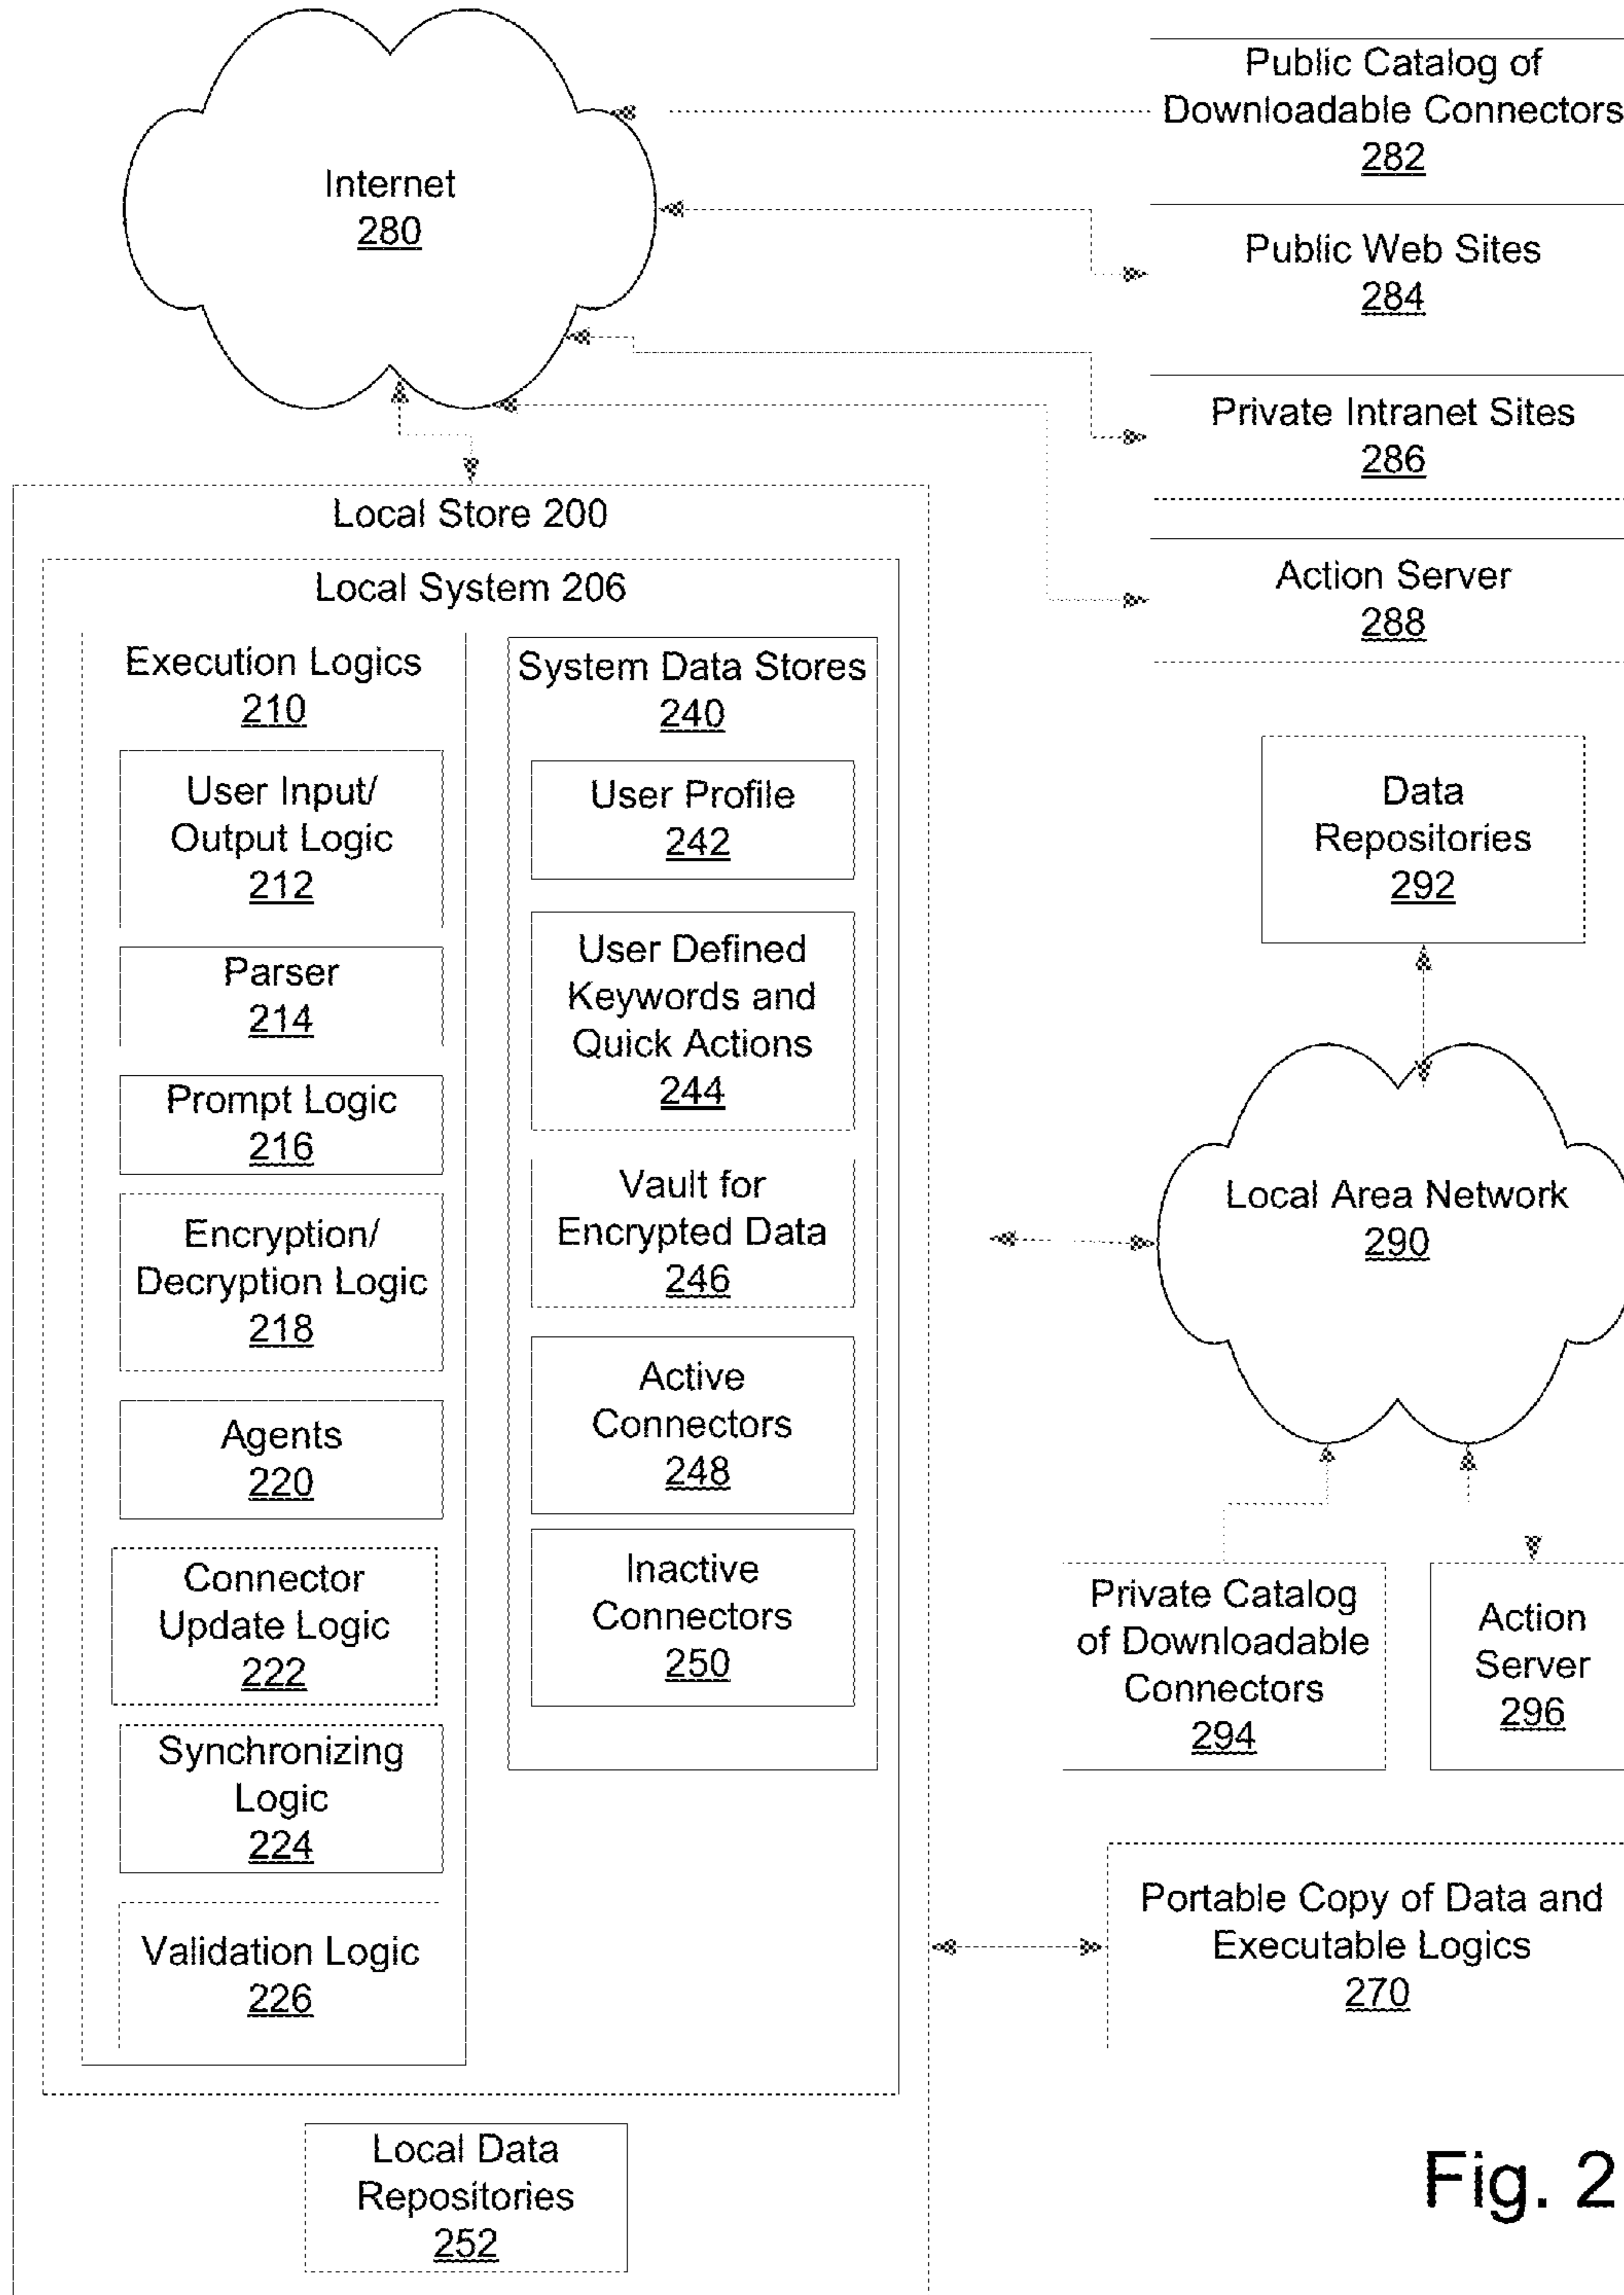 Internet
280
Public Catalog of
Downloadable Connectors
282
Public Web Sites
284
Private Intranet Sites
286
Action Server
288
Local Store 200
Local System 206
Execution Logics
210
User Input/
Output Logic
212
Parser
214
Prompt Logic
216
Encryption/
Decryption Logic
218
Agents
220
Connector
Update Logic
222
Synchronizing
Logic
224
Validation Logic
226
System Data Stores
240
User Profile
242
User Defined
Keywords and
Quick Actions
244
Vault for
Encrypted Data
246
Active
Connectors
248
Inactive
Connectors
250
Local Data
Repositories
252
Data
Repositories
292
Local Area Network
290
Private Catalog
of Downloadable
Connectors
294
Action
Server
296
Portable Copy of Data and
Executable Logics
270
Fig. 2